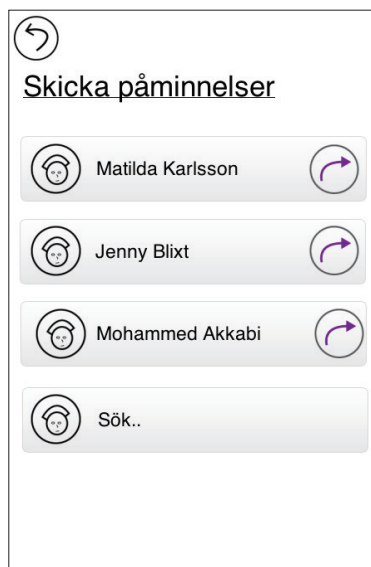 Skicka påminnelser
Matilda Karlsson
Jenny Blixt
Mohammed Akkabi
Sök..